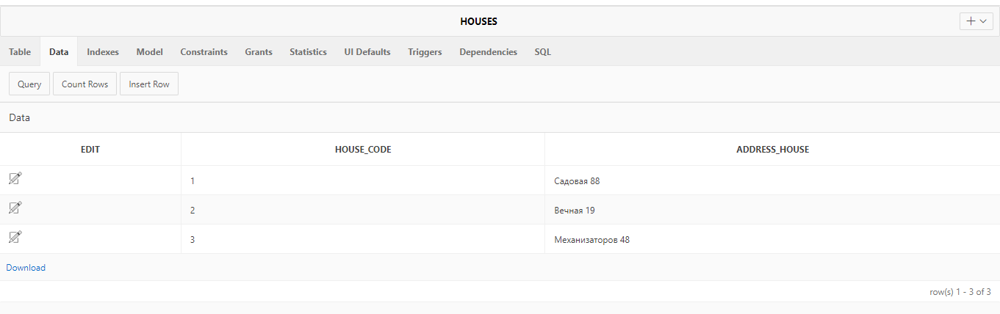 HOUSES
Table Data Indexes Model Constraints Grants Statistics UI Defaults Triggers Dependencies SQL
Query Count Rows Insert Row
Data
EDIT HOUSE_CODE ADDRESS_HOUSE
1 Садовая 88
2 Вечная 19
3 Механизаторов 48
Download
row(s) 1 - 3 of 3